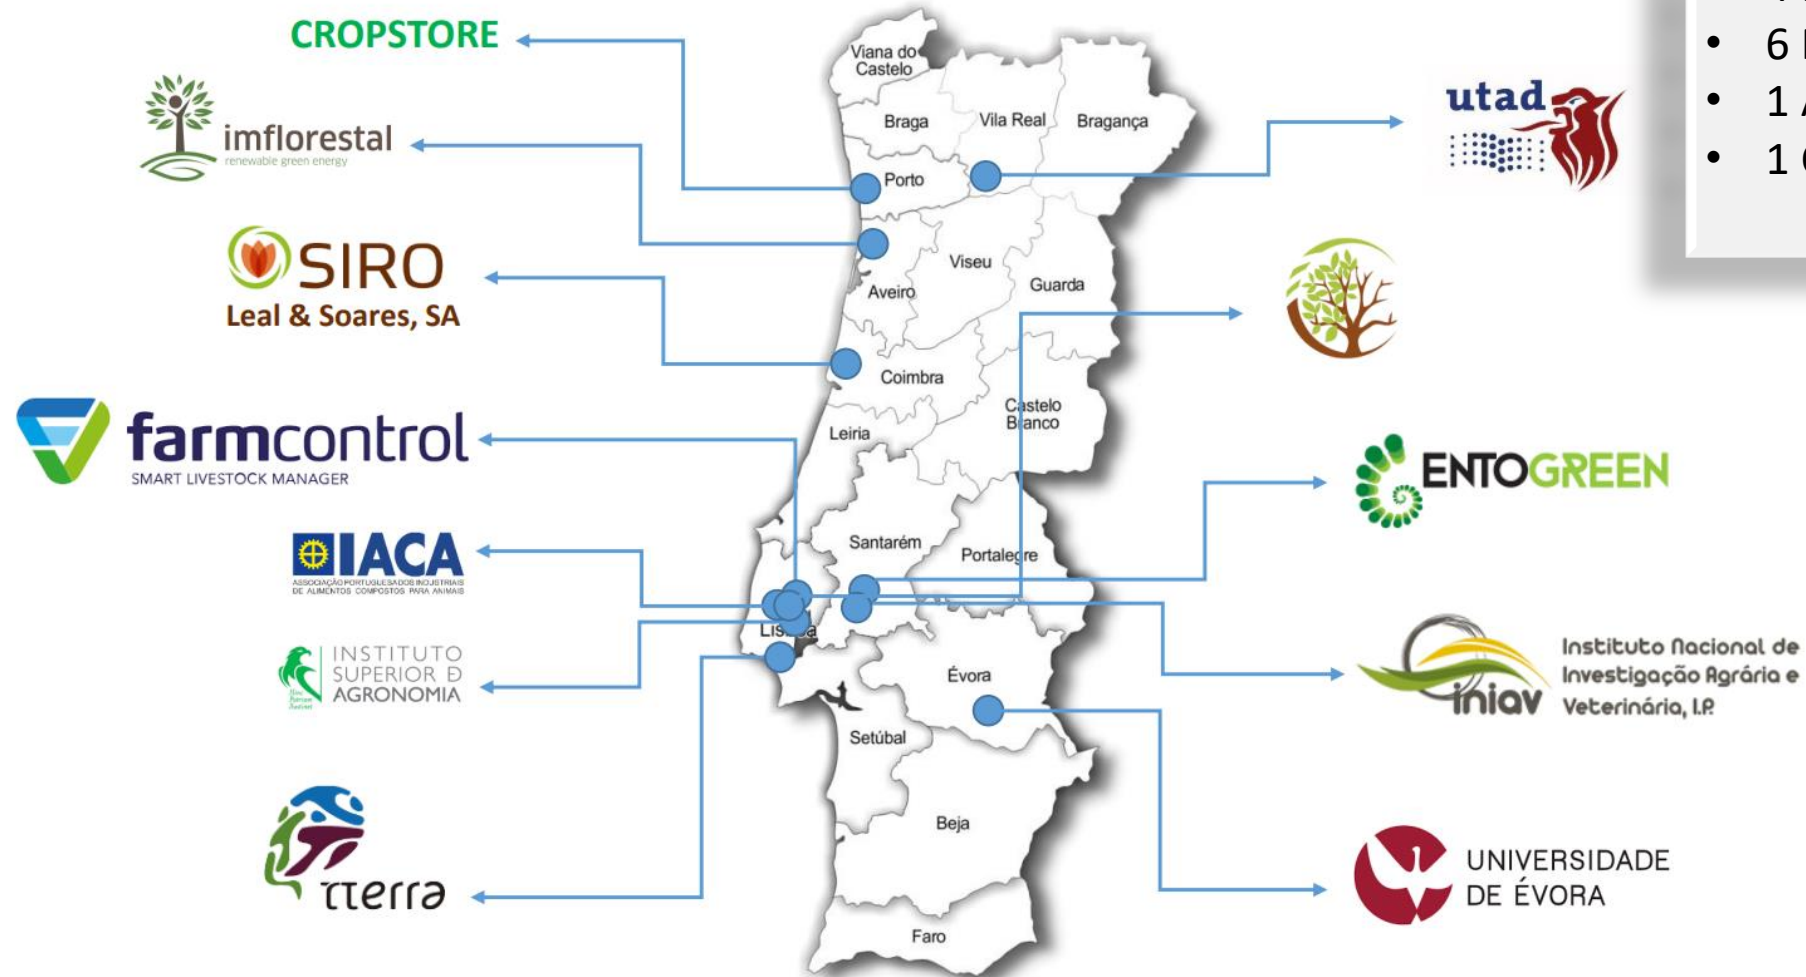 CROPSTORE
imflorestal
renewable green energy
SIRO
Leal & Soares, SA
farmcontrol
SMART LIVESTOCK MANAGER
IACA
ASSOCIAÇÃO PORTUGUESA DOS INDUSTRIAIS
DE ALIMENTOS COMPOSTOS PARA ANIMAIS
INSTITUTO
SUPERIOR D
AGRONOMIA
tterra
Viana do
Castelo
Braga
Vila Real
Bragança
Porto
Viseu
Guarda
Aveiro
Coimbra
Castelo
Branco
Leiria
Santarém
Portalegre
Lisboa
Évora
Setúbal
Beja
Faro
• 6
• 1
• 1
utad
ENTOGREEN
iniav
Instituto Nacional de
Investigação Agrária e
Veterinária, I.P.
UNIVERSIDADE
DE ÉVORA